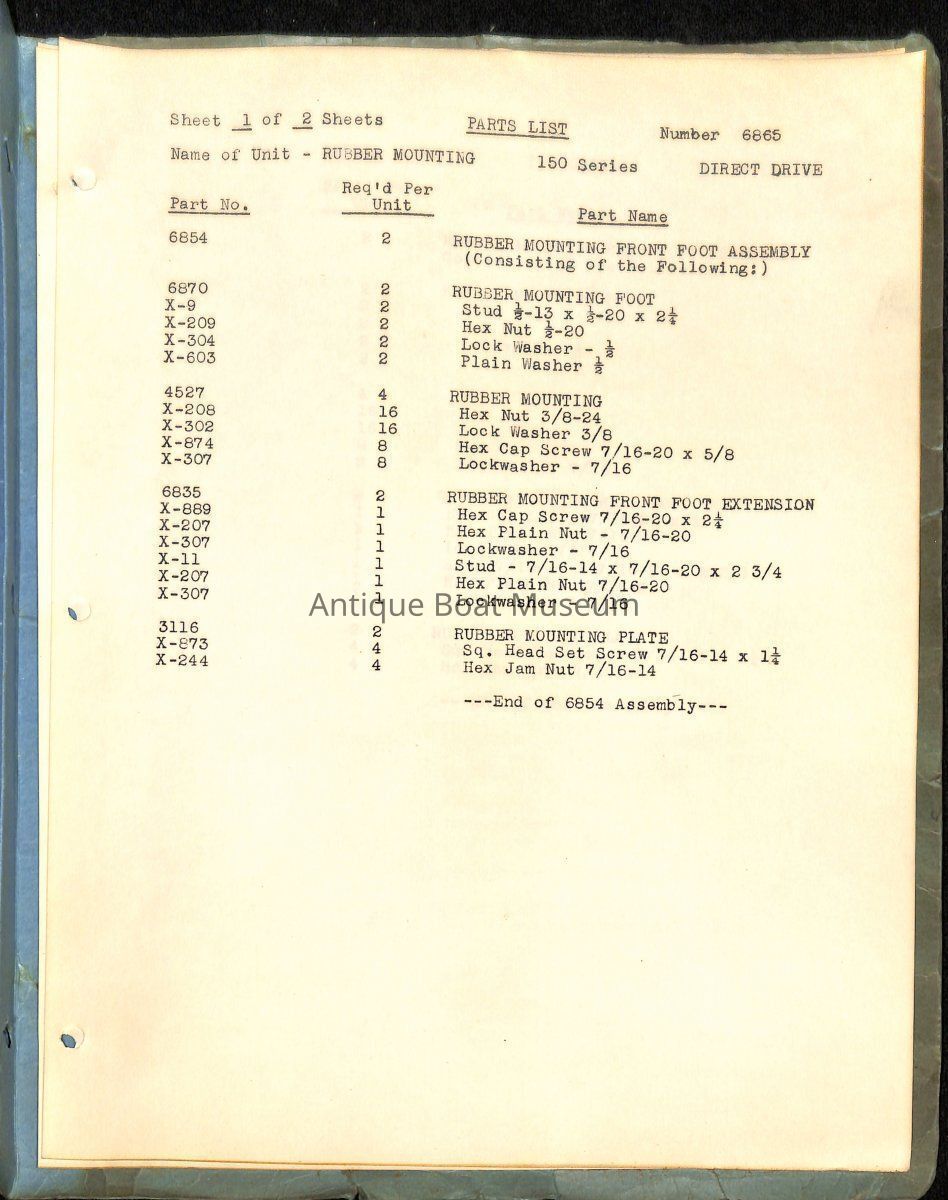 Sheet 1 of 2 Sheets PARTS LIST Number 6865
Name of Unit - RUBBER MOUNTING 150 Series DIRECT DRIVE
Part No. Req'd Per Unit Part Name
6854 2 RUBBER MOUNTING FRONT FOOT ASSEMBLY
(Consisting of the Following:)
6870 2 RUBBER MOUNTING FOOT
X-9 2 Stud ½-13 x ½-20 x 2¼
X-209 2 Hex Nut ½-20
X-304 2 Lock Washer - ½
X-603 2 Plain Washer ½
4527 4 RUBBER MOUNTING
X-208 16 Hex Nut 3/8-24
X-302 16 Lock Washer 3/8
X-874 8 Hex Cap Screw 7/16-20 x 5/8
X-307 8 Lockwasher - 7/16
6835 2 RUBBER MOUNTING FRONT FOOT EXTENSION
X-889 1 Hex Cap Screw 7/16-20 x 2¼
X-207 1 Hex Plain Nut - 7/16-20
X-307 1 Lockwasher - 7/16
X-11 1 Stud - 7/16-14 x 7/16-20 x 2 3/4
X-207 1 Hex Plain Nut 7/16-20
X-307 1 Lockwasher - 7/16
Antique Boat Museum
3116 2 RUBBER MOUNTING PLATE
X-873 4 Sq. Head Set Screw 7/16-14 x 1¼
X-244 4 Hex Jam Nut 7/16-14
---End of 6854 Assembly---